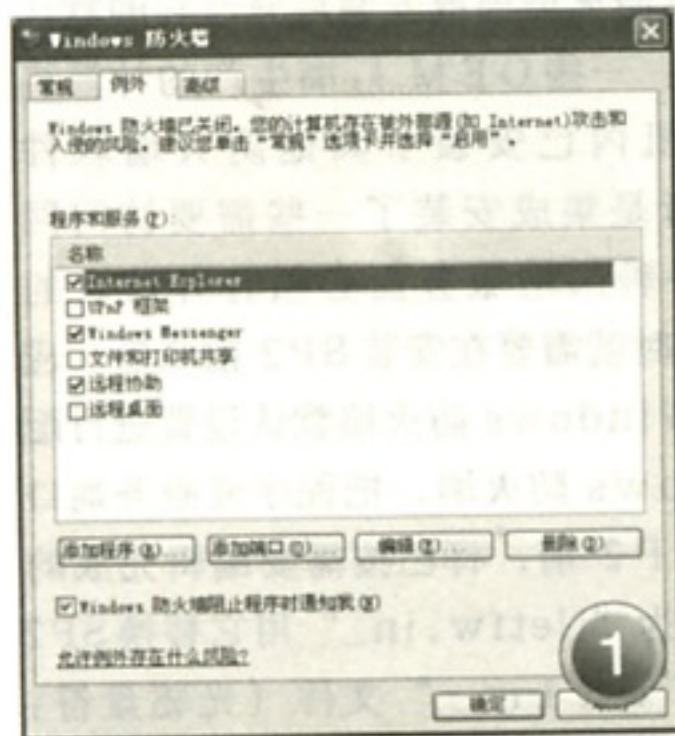 Windows 防火墙
常规 例外 高级
Windows 防火墙已关闭。您的计算机存在被外部源(如 Internet)攻击和
入侵的风险。建议您单击“常规”选项卡并选择“启用”。
程序和服务(P):
名称
Internet Explorer
UPnP 框架
Windows Messenger
文件和打印机共享
远程协助
远程桌面
添加程序(R)... 添加端口(O)... 编辑(E)... 删除(D)
Windows 防火墙阻止程序时通知我(N)
允许例外存在什么风险?
1
确定